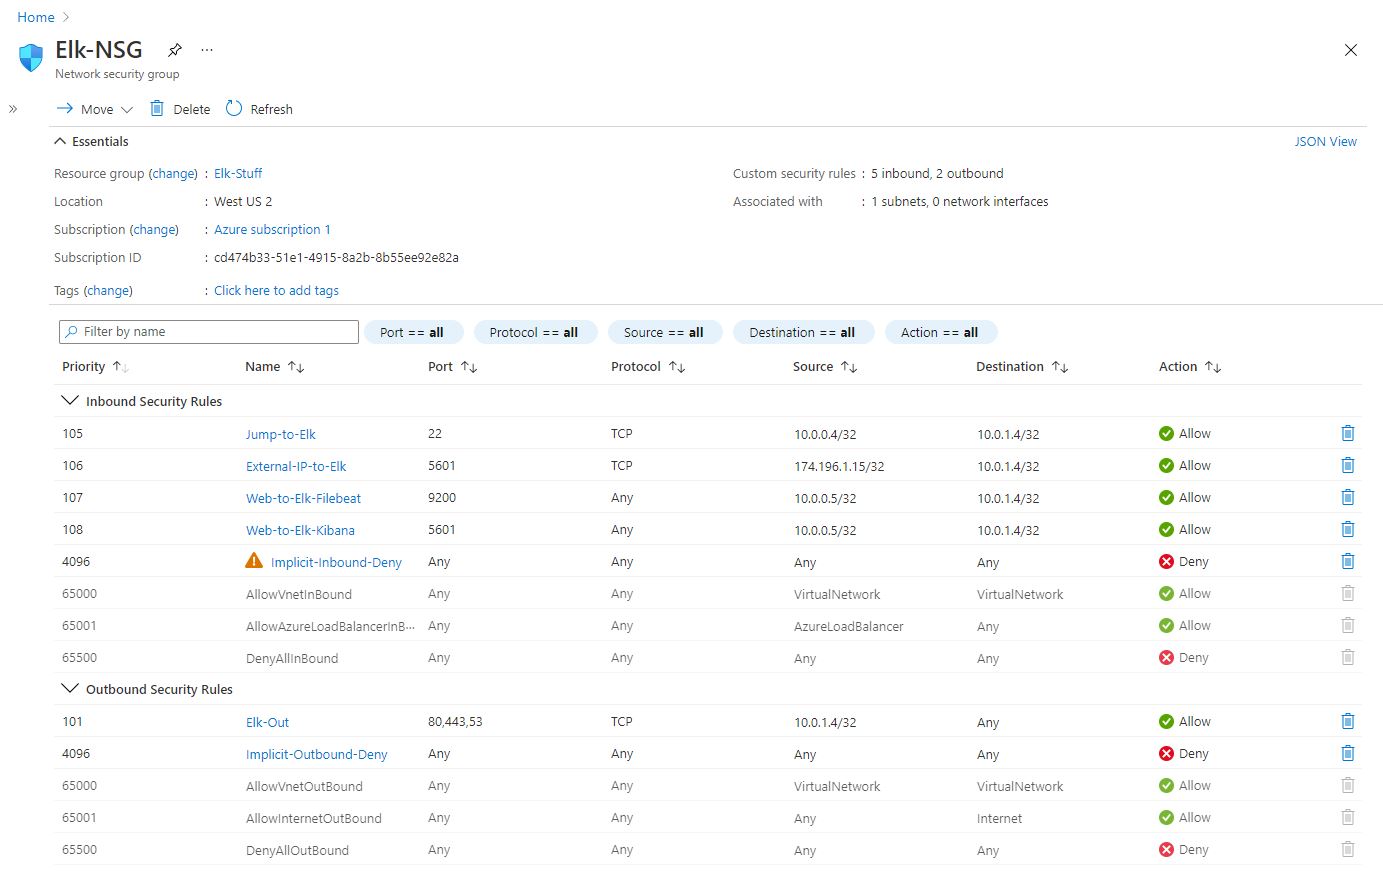 Home
Elk-NSG
Network security group
Move Delete Refresh
Essentials JSON View
Resource group (change) : Elk-Stuff Custom security rules : 5 inbound, 2 outbound
Location : West US 2 Associated with : 1 subnets, 0 network interfaces
Subscription (change) : Azure subscription 1
Subscription ID : cd474b33-51e1-4915-8a2b-8b55ee92e82a
Tags (change) : Click here to add tags
Filter by name Port == all Protocol == all Source == all Destination == all Action == all
Priority Name Port Protocol Source Destination Action
Inbound Security Rules
105 Jump-to-Elk 22 TCP 10.0.0.4/32 10.0.1.4/32 Allow
106 External-IP-to-Elk 5601 TCP 174.196.1.15/32 10.0.1.4/32 Allow
107 Web-to-Elk-Filebeat 9200 Any 10.0.0.5/32 10.0.1.4/32 Allow
108 Web-to-Elk-Kibana 5601 Any 10.0.0.5/32 10.0.1.4/32 Allow
4096 Implicit-Inbound-Deny Any Any Any Any Deny
65000 AllowVnetInBound Any Any VirtualNetwork VirtualNetwork Allow
65001 AllowAzureLoadBalancerInB··· Any Any AzureLoadBalancer Any Allow
65500 DenyAllInBound Any Any Any Any Deny
Outbound Security Rules
101 Elk-Out 80,443,53 TCP 10.0.1.4/32 Any Allow
4096 Implicit-Outbound-Deny Any Any Any Any Deny
65000 AllowVnetOutBound Any Any VirtualNetwork VirtualNetwork Allow
65001 AllowInternetOutBound Any Any Any Internet Allow
65500 DenyAllOutBound Any Any Any Any Deny